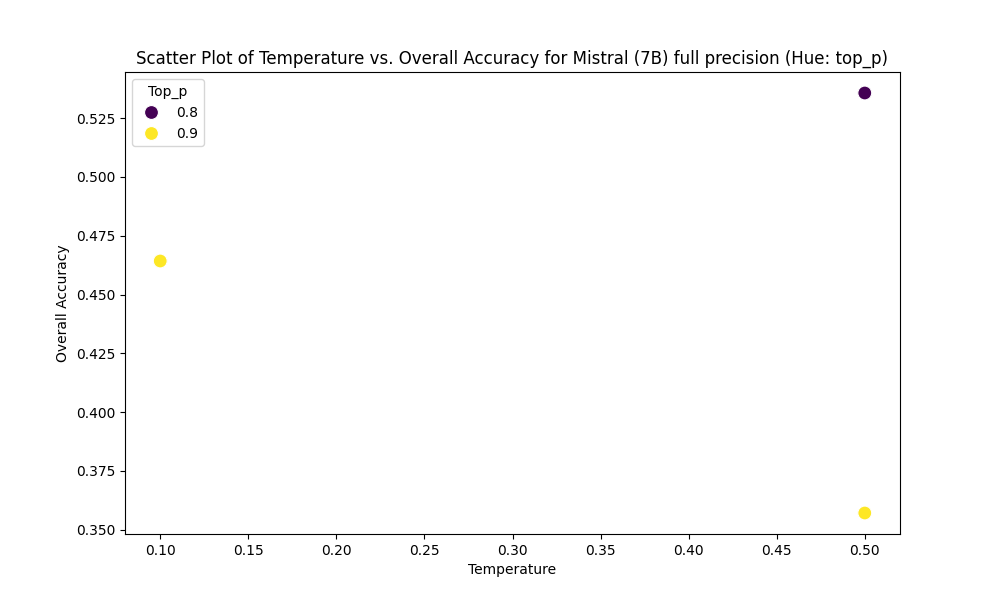 Scatter Plot of Temperature vs. Overall Accuracy for Mistral (7B) full precision (Hue: top_p)
Top_p
0.8
0.9
Overall Accuracy
0.525
0.500
0.475
0.450
0.425
0.400
0.375
0.350
0.10 0.15 0.20 0.25 0.30 0.35 0.40 0.45 0.50
Temperature